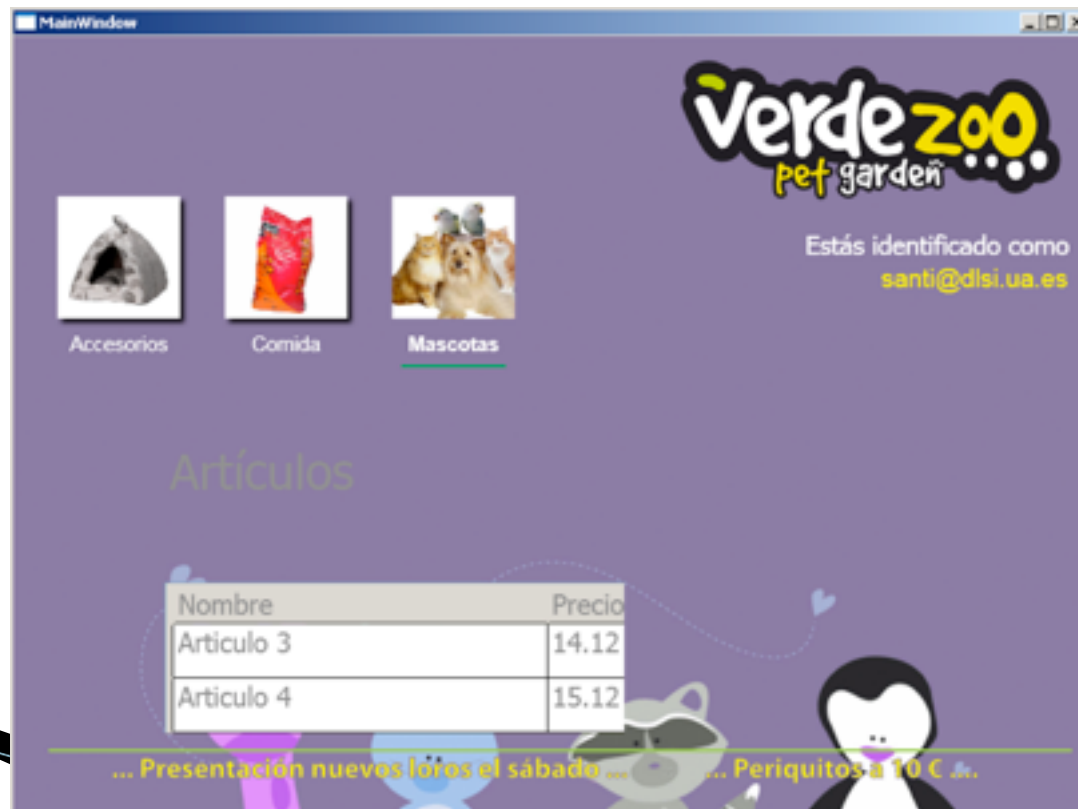 MainWindow
Verdezoo
pet gardeñ
Estás identificado como
santi@dlsi.ua.es
Accesorios
Comida
Mascotas
Artículos
Nombre Precio
Articulo 3 14.12
Articulo 4 15.12
... Presentación nuevos loros el sábado ... ... Periquitos a 10 € ....